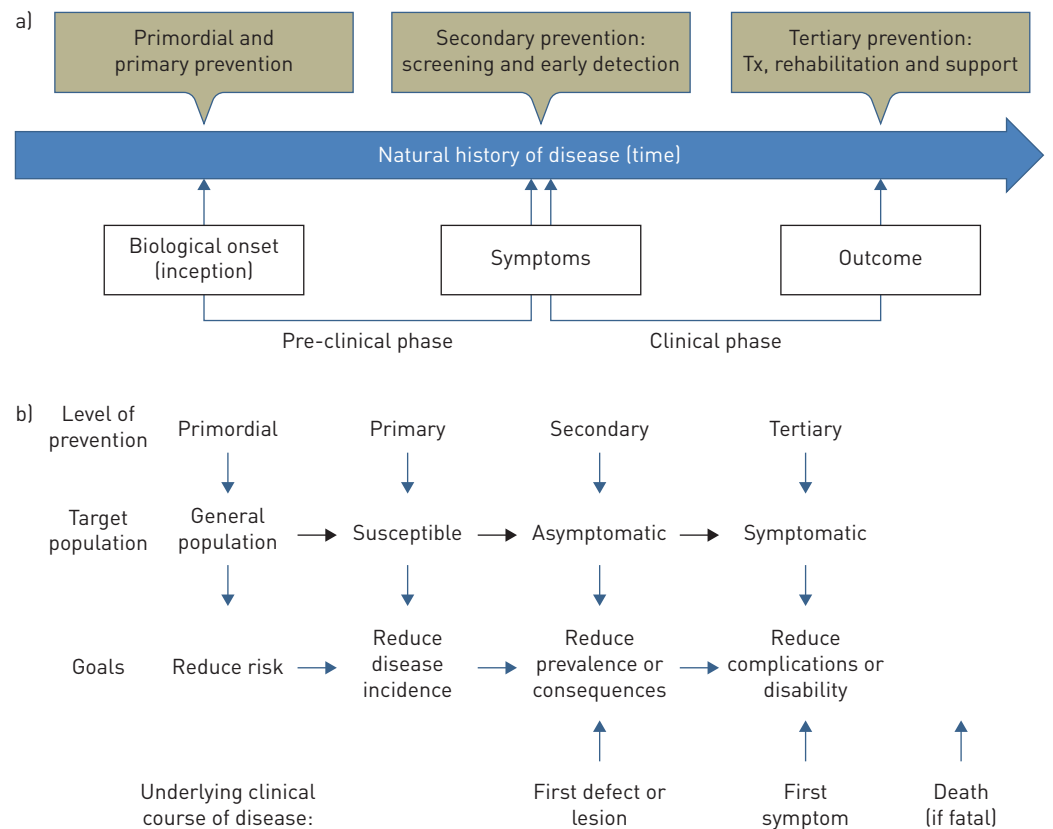 a)
Primordial and
primary prevention
Secondary prevention:
screening and early detection
Tertiary prevention:
Tx, rehabilitation and support
Natural history of disease (time)
Biological onset
(inception)
Symptoms
Outcome
Pre-clinical phase
Clinical phase
b)
Level of
prevention
Primordial
Primary
Secondary
Tertiary
Target
population
General
population
Susceptible
Asymptomatic
Symptomatic
Goals
Reduce risk
Reduce
disease
incidence
Reduce
prevalence or
consequences
Reduce
complications or
disability
Underlying clinical
course of disease:
First defect or
lesion
First
symptom
Death
(if fatal)